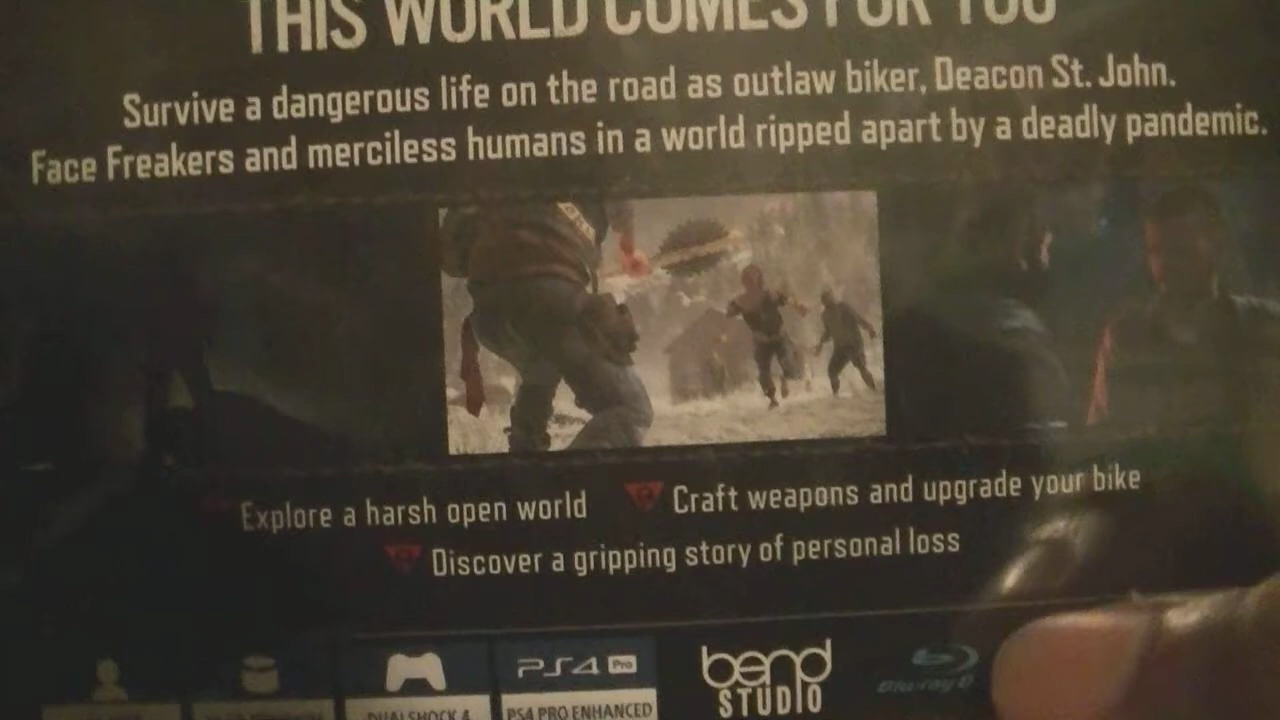 THIS WORLD COMES FOR YOU
Survive a dangerous life on the road as outlaw biker, Deacon St. John.
Face Freakers and merciless humans in a world ripped apart by a deadly pandemic.
Explore a harsh open world
Craft weapons and upgrade your bike
Discover a gripping story of personal loss
PS4 Pro
bend
STUDIO
Blu-ray
DUALSHOCK 4
PS4 PRO ENHANCED